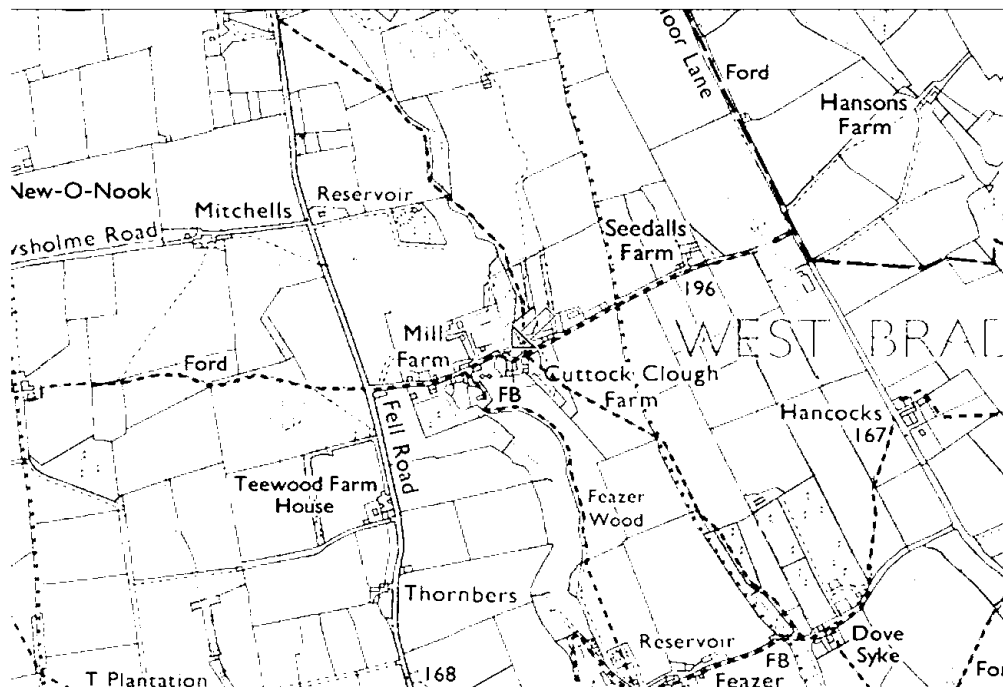 Ford
Hansons
Farm
New-O-Nook
Reservoir
Mitchells
Seedalls
Farm
196
WEST BRAD
Mill
Farm
Ford
Cuttock Clough
Farm
FB
Hancocks
167
Fell Road
Teewood Farm
House
Feazer
Wood
Thornbers
Reservoir
Dove
Syke
FB
168
T Plantation
Feazer
ysholme Road
oor Lane